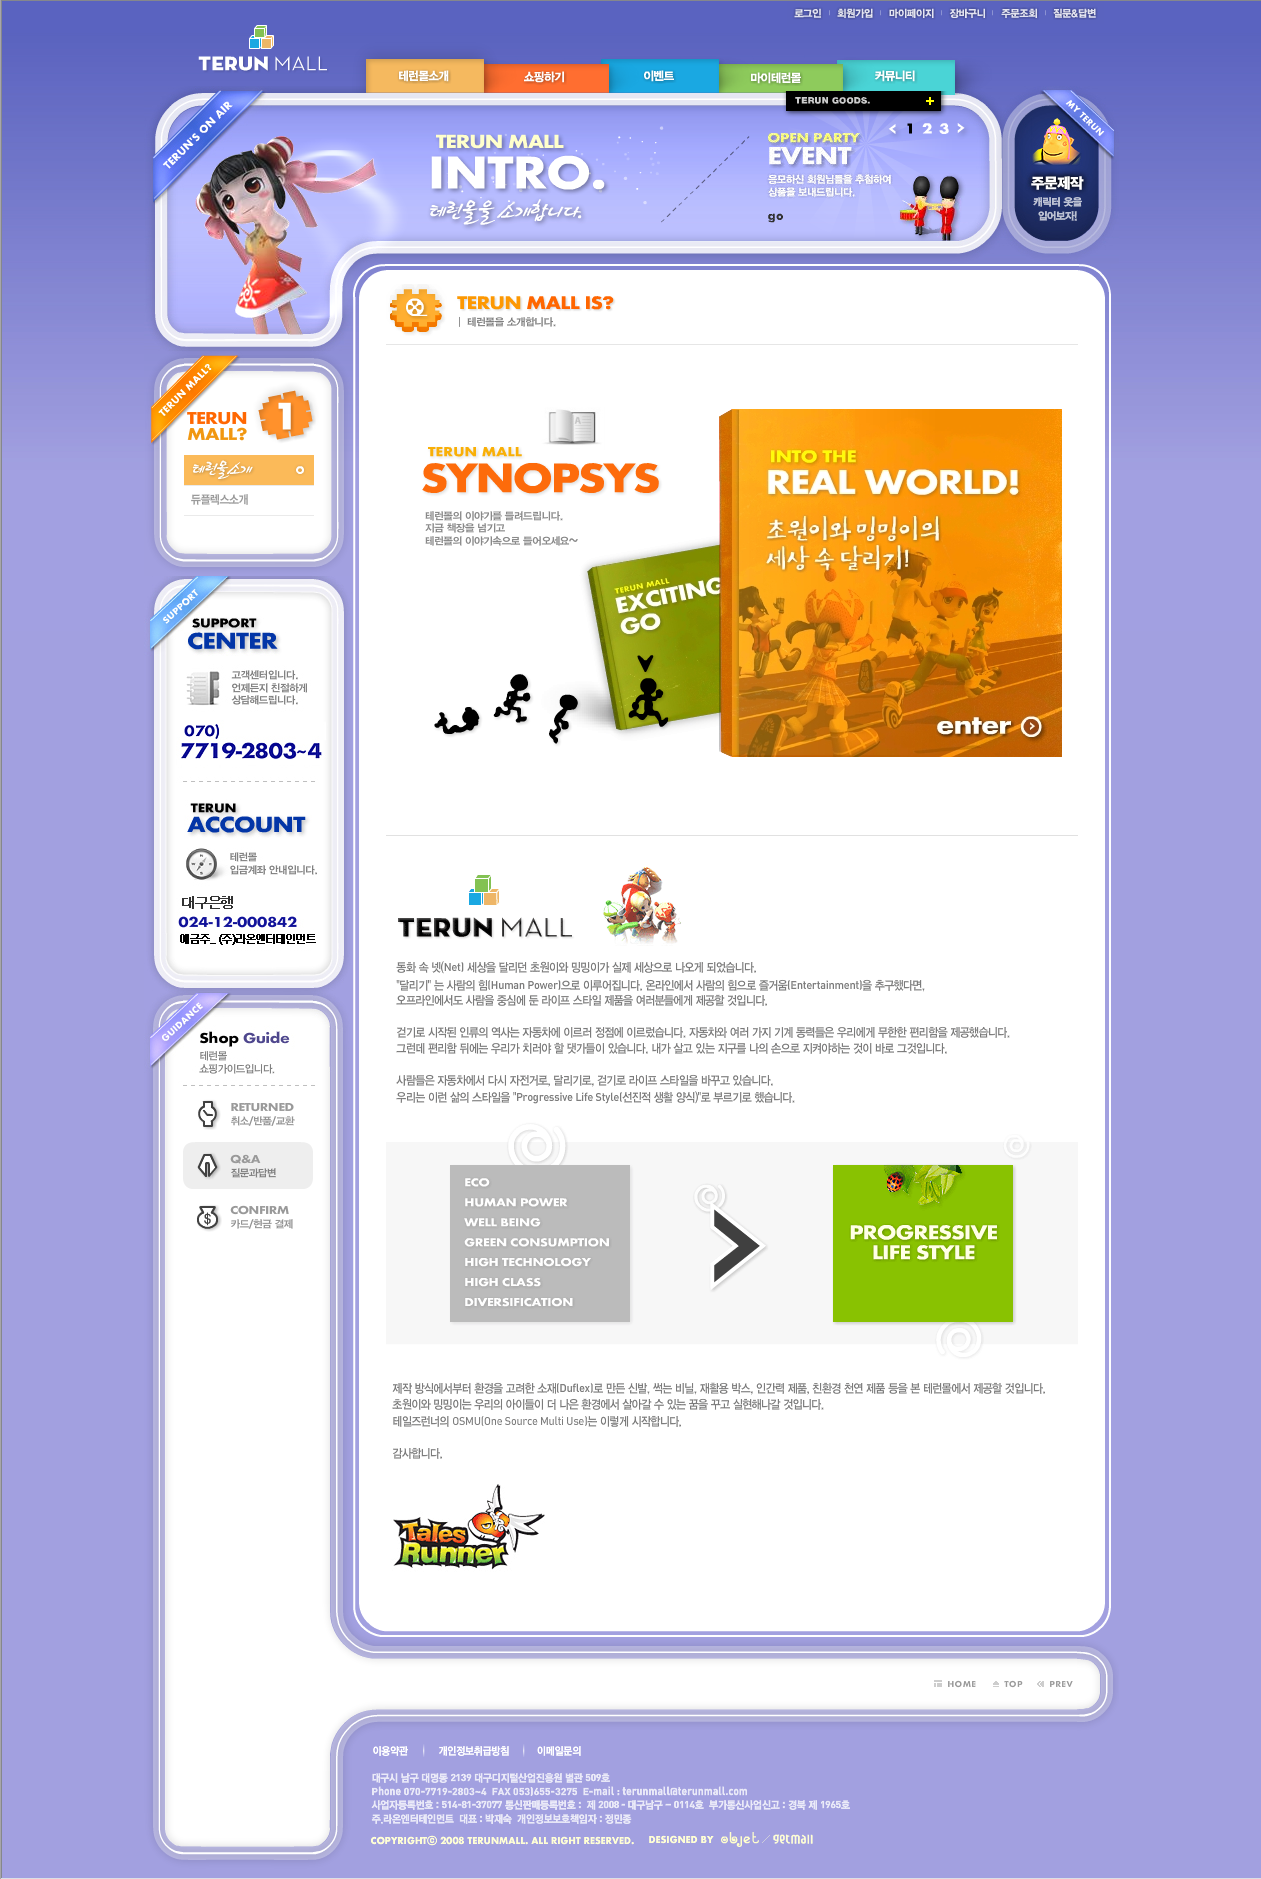 로그인 회원가입 마이페이지 장바구니 주문조회 질문&답변
TERUN MALL
테런몰소개 쇼핑하기 이벤트 마이테런몰 커뮤니티
TERUN GOODS. +
TERUN'S ON AIR
TERUN MALL
INTRO.
테런몰을 소개합니다.
OPEN PARTY
EVENT
응모하신 회원님들을 추첨하여
상품을 보내드립니다.
go
< 1 2 3 >
MY TERUN
주문제작
캐릭터 옷을
입어보자!
TERUN MALL IS?
테런몰을 소개합니다.
TERUN MALL?
TERUN
MALL?
1
테런몰소개
듀플렉스소개
SUPPORT
SUPPORT
CENTER
고객센터입니다.
언제든지 친절하게
상담해드립니다.
070)
7719-2803~4
TERUN
ACCOUNT
테런몰
입금계좌 안내입니다.
대구은행
024-12-000842
예금주_ (주)라온엔터테인먼트
GUIDANCE
Shop Guide
테런몰
쇼핑가이드입니다.
RETURNED
취소/반품/교환
Q&A
질문과답변
CONFIRM
카드/현금 결제
TERUN MALL
SYNOPSYS
테런몰의 이야기를 들려드립니다.
지금 책장을 넘기고
테런몰의 이야기속으로 들어오세요~
TERUN MALL
EXCITING
GO
INTO THE
REAL WORLD!
초원이와 밍밍이의
세상 속 달리기!
enter
TERUN MALL
동화 속 넷(Net) 세상을 달리던 초원이와 밍밍이가 실제 세상으로 나오게 되었습니다.
"달리기" 는 사람의 힘(Human Power)으로 이루어집니다. 온라인에서 사람의 힘으로 즐거움(Entertainment)을 추구했다면,
오프라인에서도 사람을 중심에 둔 라이프 스타일 제품을 여러분들에게 제공할 것입니다.
걷기로 시작된 인류의 역사는 자동차에 이르러 정점에 이르렀습니다. 자동차와 여러 가지 기계 동력들은 우리에게 무한한 편리함을 제공했습니다.
그런데 편리함 뒤에는 우리가 치러야 할 댓가들이 있습니다. 내가 살고 있는 지구를 나의 손으로 지켜야하는 것이 바로 그것입니다.
사람들은 자동차에서 다시 자전거로, 달리기로, 걷기로 라이프 스타일을 바꾸고 있습니다.
우리는 이런 삶의 스타일을 "Progressive Life Style(선진적 생활 양식)"로 부르기로 했습니다.
ECO
HUMAN POWER
WELL BEING
GREEN CONSUMPTION
HIGH TECHNOLOGY
HIGH CLASS
DIVERSIFICATION
PROGRESSIVE
LIFE STYLE
제작 방식에서부터 환경을 고려한 소재(Duflex)로 만든 신발, 썩는 비닐, 재활용 박스, 인간력 제품, 친환경 천연 제품 등을 본 테런몰에서 제공할 것입니다.
초원이와 밍밍이는 우리의 아이들이 더 나은 환경에서 살아갈 수 있는 꿈을 꾸고 실현해나갈 것입니다.
테일즈런너의 OSMU(One Source Multi Use)는 이렇게 시작합니다.
감사합니다.
Tales
Runner
HOME TOP PREV
이용약관 개인정보취급방침 이메일문의
대구시 남구 대명동 2139 대구디지털산업진흥원 별관 509호
Phone 070-7719-2803~4 FAX 053)655-3275 E-mail : terunmall@terunmall.com
사업자등록번호 : 514-81-37077 통신판매등록번호 : 제 2008 - 대구남구 - 0114호 부가통신사업신고 : 경북 제 1965호
주.라온엔터테인먼트 대표 : 박재숙 개인정보보호책임자 : 정민종
COPYRIGHTⓒ 2008 TERUNMALL. ALL RIGHT RESERVED. DESIGNED BY objet / getmall